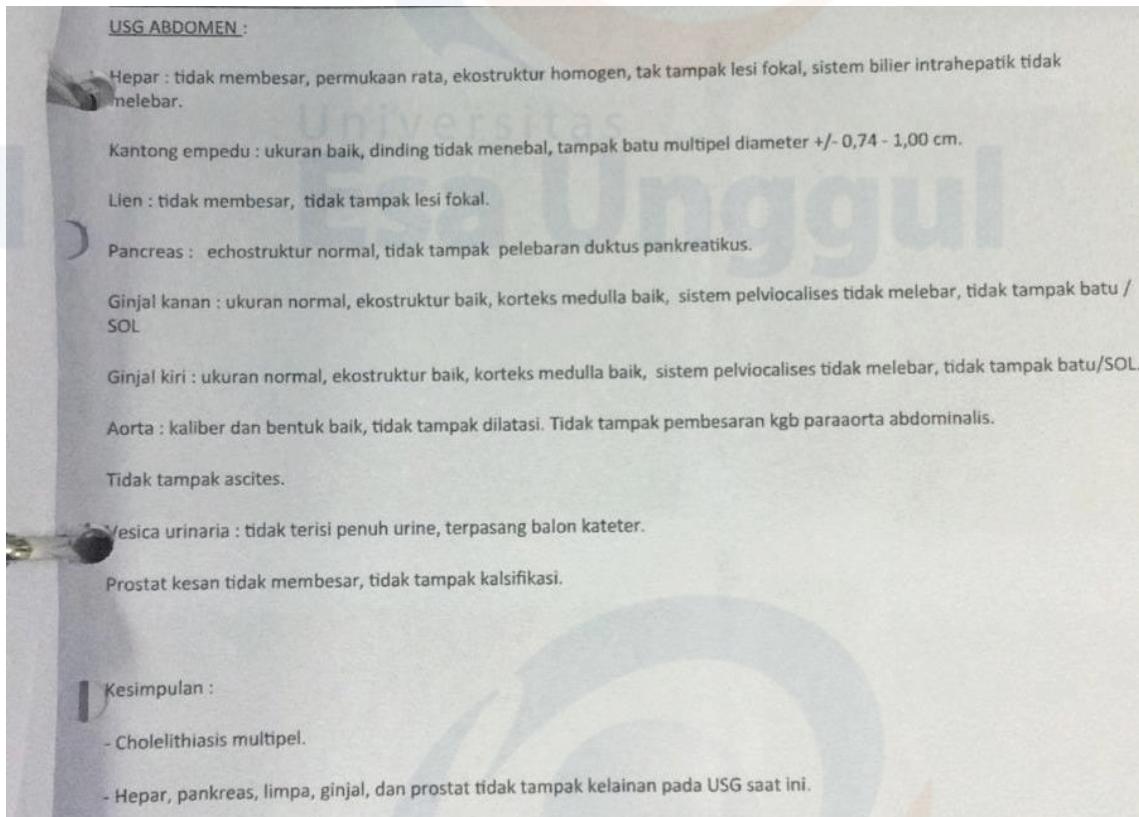 USG ABDOMEN :
Hepar : tidak membesar, permukaan rata, ekostruktur homogen, tak tampak lesi fokal, sistem bilier intrahepatik tidak
melebar.
Universitas
Esa Unggul
Kantong empedu : ukuran baik, dinding tidak menebal, tampak batu multipel diameter +/- 0,74 - 1,00 cm.
Lien : tidak membesar, tidak tampak lesi fokal.
Pancreas : echostruktur normal, tidak tampak pelebaran duktus pankreatikus.
Ginjal kanan : ukuran normal, ekostruktur baik, korteks medulla baik, sistem pelviocalises tidak melebar, tidak tampak batu /
SOL
Ginjal kiri : ukuran normal, ekostruktur baik, korteks medulla baik, sistem pelviocalises tidak melebar, tidak tampak batu/SOL.
Aorta : kaliber dan bentuk baik, tidak tampak dilatasi. Tidak tampak pembesaran kgb paraaorta abdominalis.
Tidak tampak ascites.
Vesica urinaria : tidak terisi penuh urine, terpasang balon kateter.
Prostat kesan tidak membesar, tidak tampak kalsifikasi.
Kesimpulan :
- Cholelithiasis multipel.
- Hepar, pankreas, limpa, ginjal, dan prostat tidak tampak kelainan pada USG saat ini.